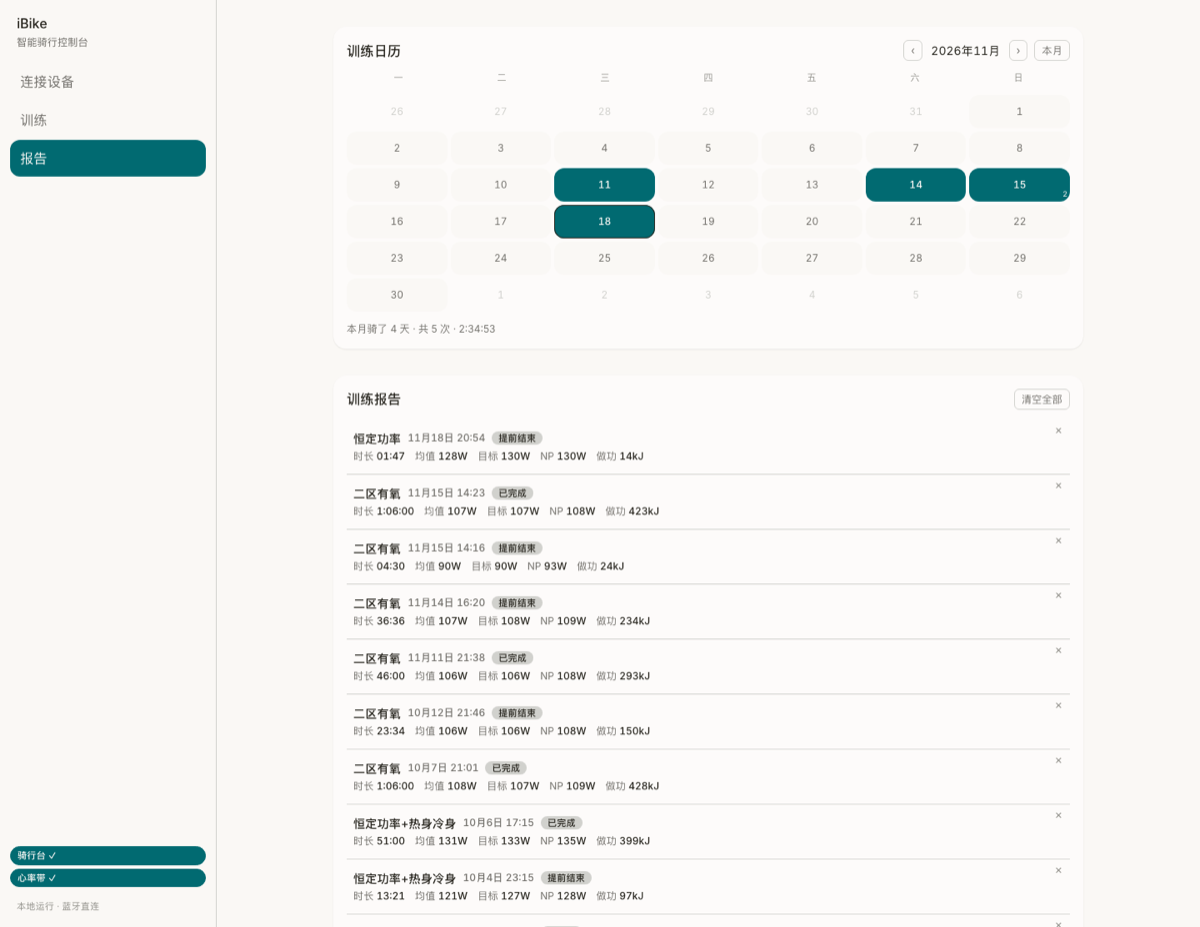 iBike
智能骑行控制台
连接设备
训练
报告
骑行台 ✓
心率带 ✓
本地运行 · 蓝牙直连
训练日历
‹ 2026年11月 › 本月
一 二 三 四 五 六 日
26 27 28 29 30 31 1
2 3 4 5 6 7 8
9 10 11 12 13 14 15 2
16 17 18 19 20 21 22
23 24 25 26 27 28 29
30 1 2 3 4 5 6
本月骑了 4 天 · 共 5 次 · 2:34:53
训练报告 清空全部
恒定功率 11月18日 20:54 提前结束 ×
时长 01:47 均值 128W 目标 130W NP 130W 做功 14kJ
二区有氧 11月15日 14:23 已完成 ×
时长 1:06:00 均值 107W 目标 107W NP 108W 做功 423kJ
二区有氧 11月15日 14:16 提前结束 ×
时长 04:30 均值 90W 目标 90W NP 93W 做功 24kJ
二区有氧 11月14日 16:20 提前结束 ×
时长 36:36 均值 107W 目标 108W NP 109W 做功 234kJ
二区有氧 11月11日 21:38 已完成 ×
时长 46:00 均值 106W 目标 106W NP 108W 做功 293kJ
二区有氧 10月12日 21:46 提前结束 ×
时长 23:34 均值 106W 目标 106W NP 108W 做功 150kJ
二区有氧 10月7日 21:01 已完成 ×
时长 1:06:00 均值 108W 目标 107W NP 109W 做功 428kJ
恒定功率+热身冷身 10月6日 17:15 已完成 ×
时长 51:00 均值 131W 目标 133W NP 135W 做功 399kJ
恒定功率+热身冷身 10月4日 23:15 提前结束 ×
时长 13:21 均值 121W 目标 127W NP 128W 做功 97kJ
×